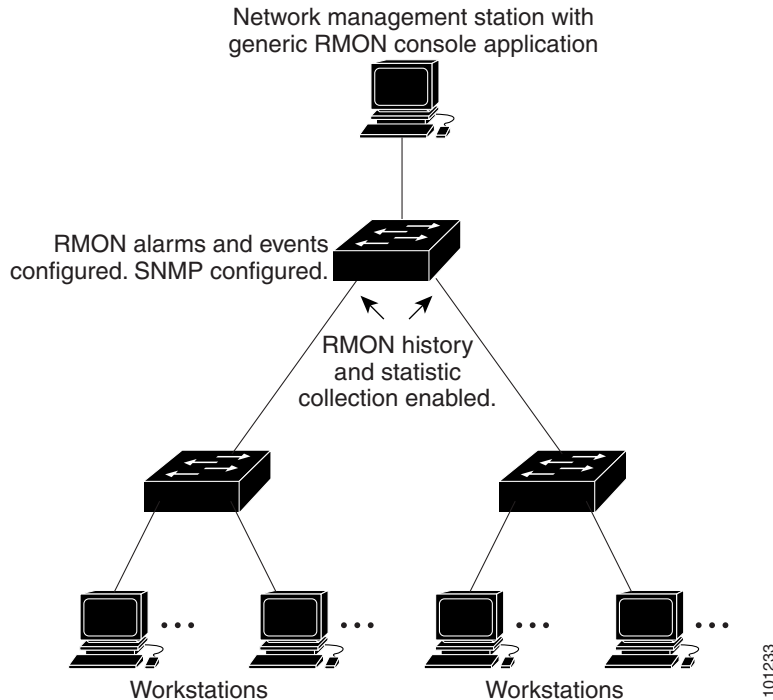 Network management station with
generic RMON console application
RMON alarms and events
configured. SNMP configured.
RMON history
and statistic
collection enabled.
Workstations
Workstations
101233